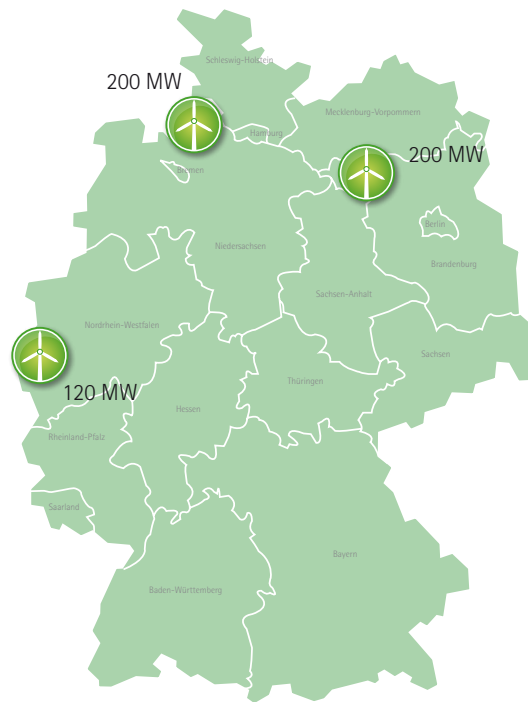 Schleswig-Holstein
200 MW
Mecklenburg-Vorpommern
Hamburg
200 MW
Bremen
Berlin
Niedersachsen
Brandenburg
Sachsen-Anhalt
Nordrhein-Westfalen
Sachsen
Thüringen
120 MW
Hessen
Rheinland-Pfalz
Saarland
Bayern
Baden-Württemberg